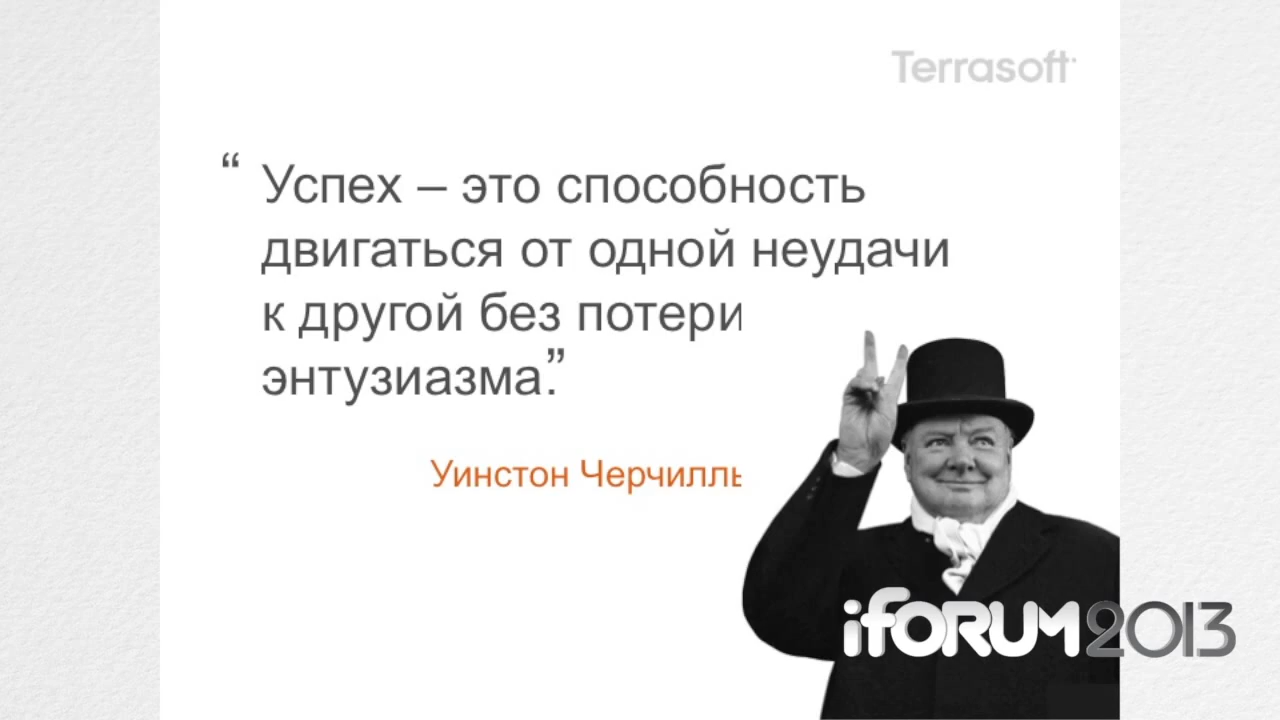 Terrasoft
“ Успех – это способность
двигаться от одной неудачи
к другой без потери
энтузиазма.”
Уинстон Черчилль
iFORUM2013